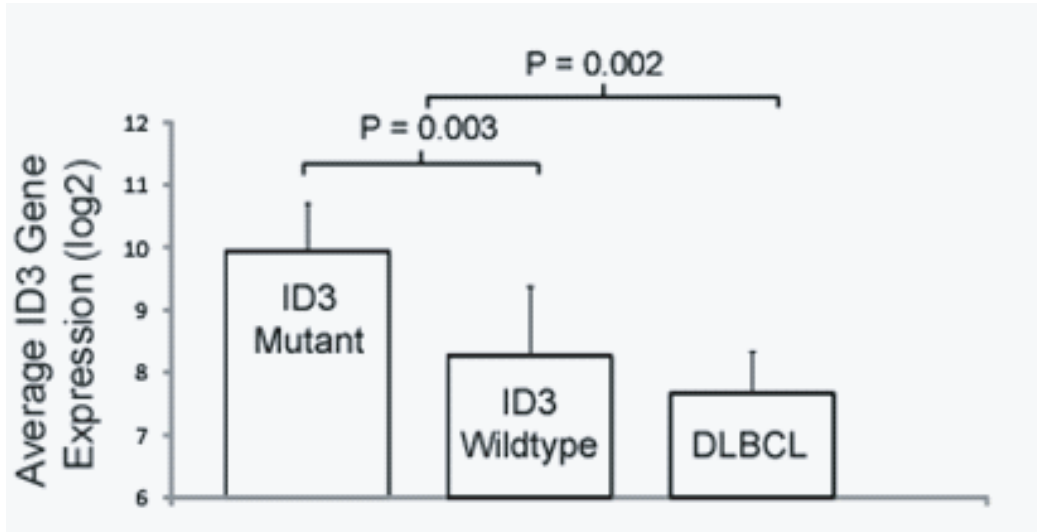 P = 0.002
P = 0.003
Average ID3 Gene
Expression (log2)
12
11
10
9
8
7
6
ID3
Mutant
ID3
Wildtype
DLBCL